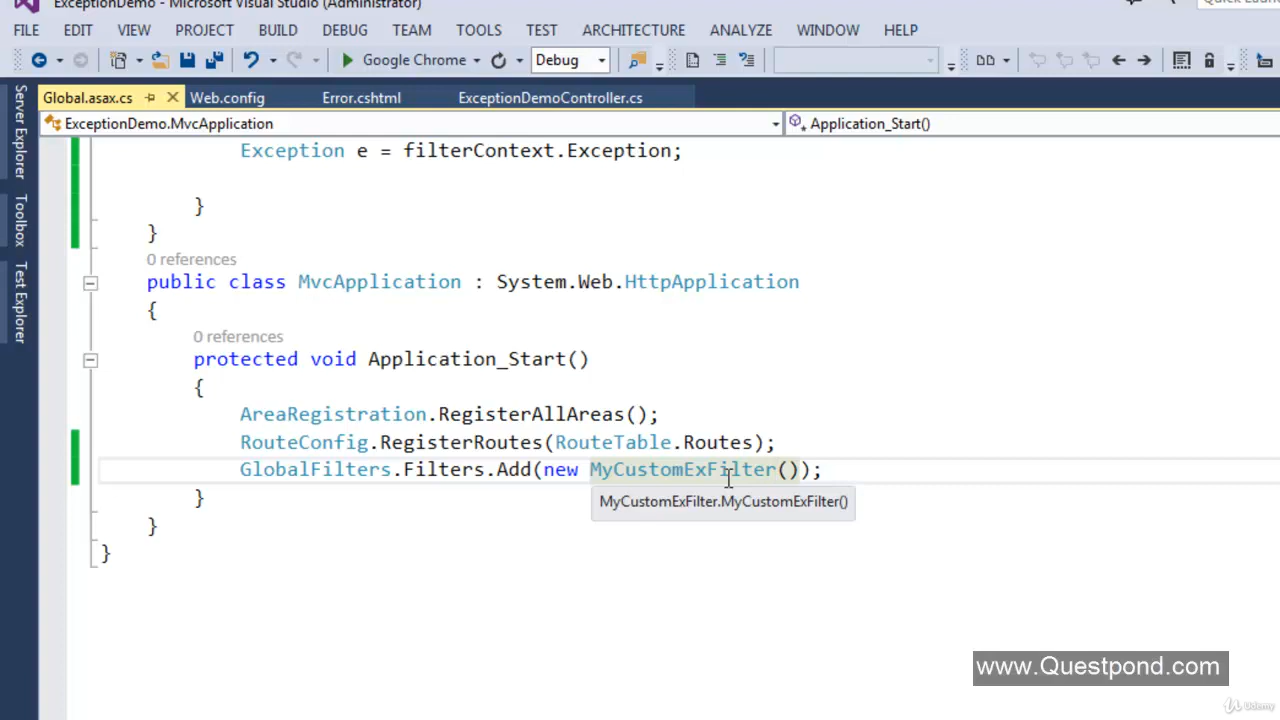 ExceptionDemo - Microsoft Visual Studio (Administrator)
Quick Laun
FILE EDIT VIEW PROJECT BUILD DEBUG TEAM TOOLS TEST ARCHITECTURE ANALYZE WINDOW HELP
Google Chrome Debug
Global.asax.cs Web.config Error.cshtml ExceptionDemoController.cs
ExceptionDemo.MvcApplication Application_Start()
Server Explorer
Toolbox
Test Explorer
Exception e = filterContext.Exception;
}
}
0 references
public class MvcApplication : System.Web.HttpApplication
{
0 references
protected void Application_Start()
{
AreaRegistration.RegisterAllAreas();
RouteConfig.RegisterRoutes(RouteTable.Routes);
GlobalFilters.Filters.Add(new MyCustomExFilter());
}
MyCustomExFilter.MyCustomExFilter()
}
}
www.Questpond.com
Udemy